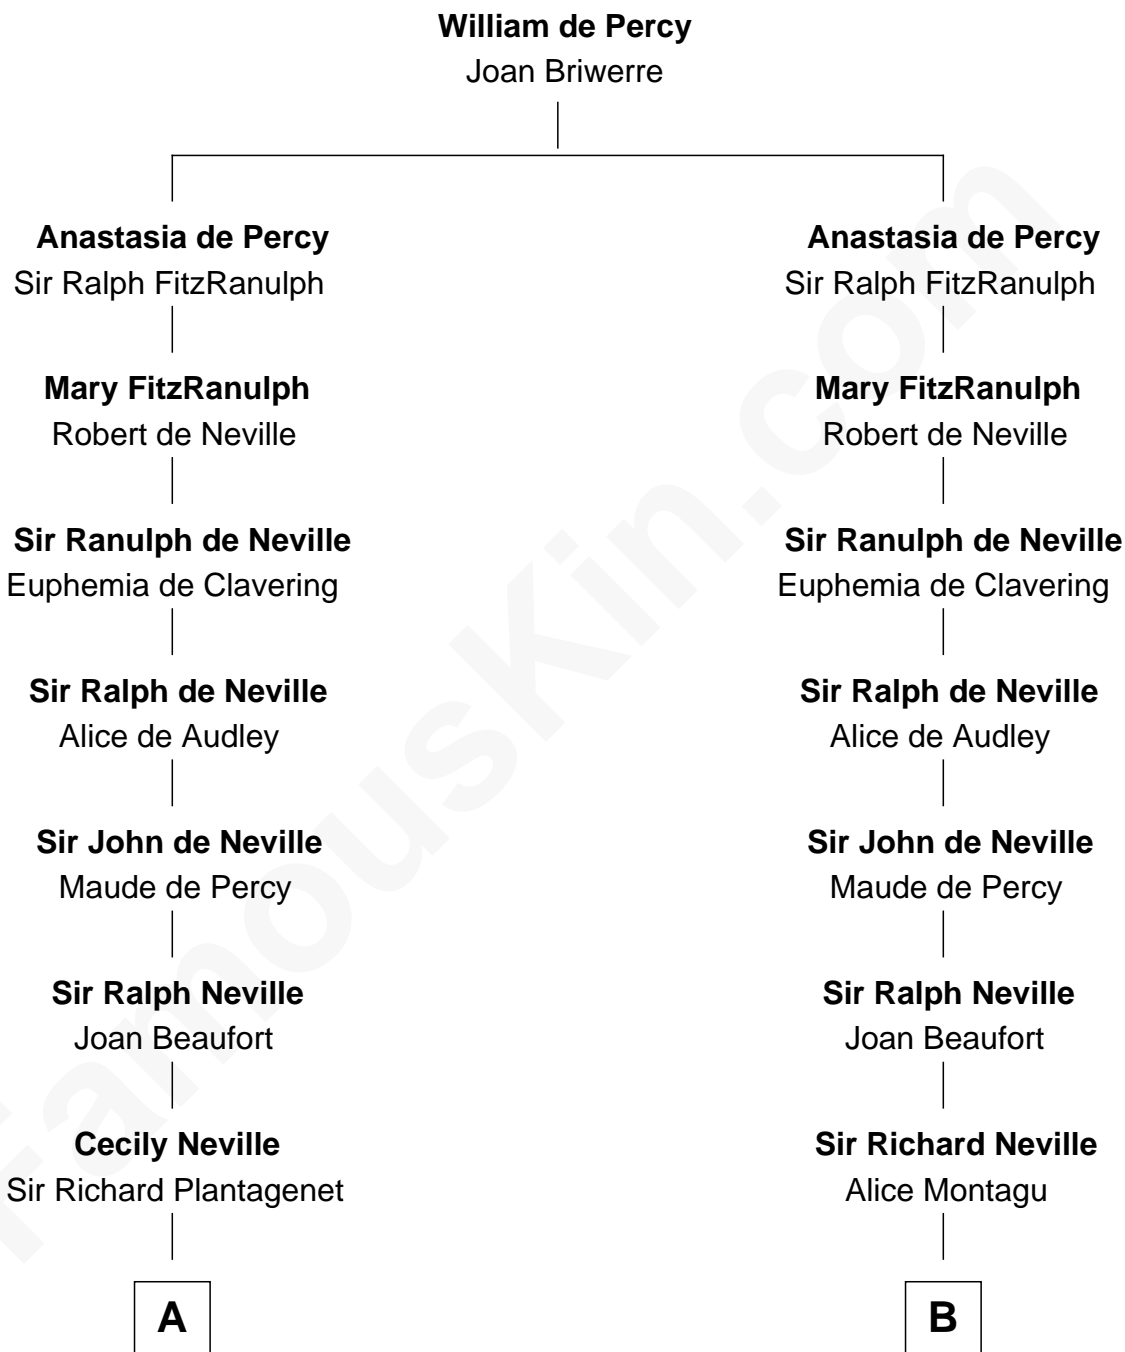 William de Percy
Joan Briwerre
Anastasia de Percy
Sir Ralph FitzRanulph
Mary FitzRanulph
Robert de Neville
Sir Ranulph de Neville
Euphemia de Clavering
Sir Ralph de Neville
Alice de Audley
Sir John de Neville
Maude de Percy
Sir Ralph Neville
Joan Beaufort
Cecily Neville
Sir Richard Plantagenet
A
Anastasia de Percy
Sir Ralph FitzRanulph
Mary FitzRanulph
Robert de Neville
Sir Ranulph de Neville
Euphemia de Clavering
Sir Ralph de Neville
Alice de Audley
Sir John de Neville
Maude de Percy
Sir Ralph Neville
Joan Beaufort
Sir Richard Neville
Alice Montagu
B
FamousKin.com